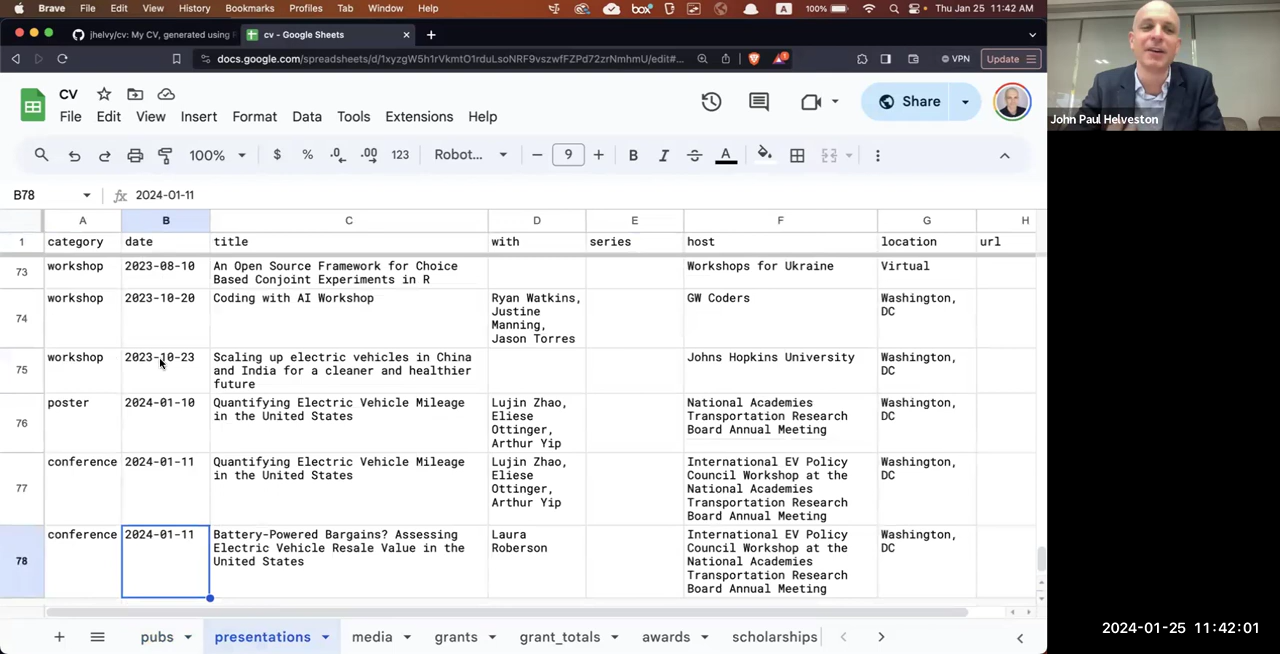 Brave File Edit View History Bookmarks Profiles Tab Window Help
box
A
100%
Thu Jan 25 11:42 AM
jhelvy/cv: My CV, generated using
cv - Google Sheets
docs.google.com/spreadsheets/d/1xyzgW5h1rVkmtO1rduLsoNRF9vszwfFZPd72zrNmhmU/edit#...
VPN
Update
CV
File Edit View Insert Format Data Tools Extensions Help
Share
100% $ % .0 .00 123 Robot... − 9 + B I A
B78 fx 2024-01-11
A B C D E F G H
1 category date title with series host location url
73 workshop 2023-08-10 An Open Source Framework for Choice Workshops for Ukraine Virtual
Based Conjoint Experiments in R
74 workshop 2023-10-20 Coding with AI Workshop Ryan Watkins, GW Coders Washington,
Justine DC
Manning,
Jason Torres
75 workshop 2023-10-23 Scaling up electric vehicles in China Johns Hopkins University Washington,
and India for a cleaner and healthier DC
future
76 poster 2024-01-10 Quantifying Electric Vehicle Mileage Lujin Zhao, National Academies Washington,
in the United States Eliese Transportation Research DC
Ottinger, Board Annual Meeting
Arthur Yip
77 conference 2024-01-11 Quantifying Electric Vehicle Mileage Lujin Zhao, International EV Policy Washington,
in the United States Eliese Council Workshop at the DC
Ottinger, National Academies
Arthur Yip Transportation Research
Board Annual Meeting
78 conference 2024-01-11 Battery-Powered Bargains? Assessing Laura International EV Policy Washington,
Electric Vehicle Resale Value in the Roberson Council Workshop at the DC
United States National Academies
Transportation Research
Board Annual Meeting
pubs presentations media grants grant_totals awards scholarships
John Paul Helveston
2024-01-25 11:42:01